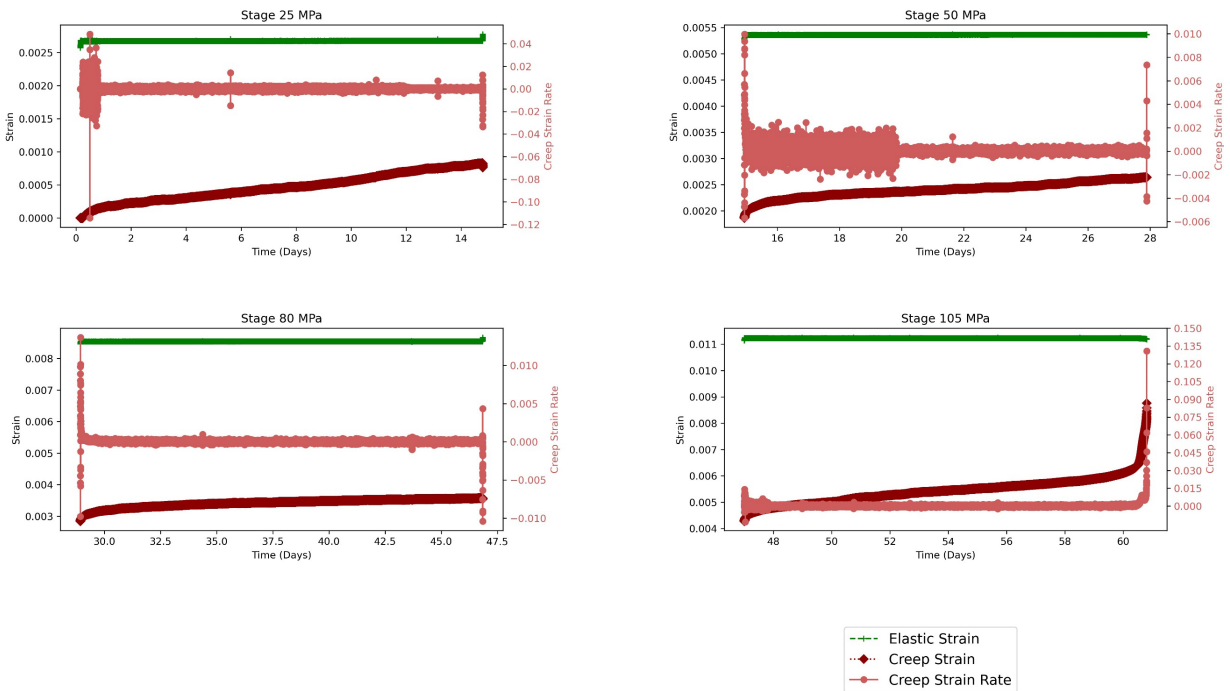 Stage 25 MPa
Strain
0.0025
0.0020
0.0015
0.0010
0.0005
0.0000
0.04
0.02
0.00
−0.02
−0.04
−0.06
−0.08
−0.10
−0.12
Creep Strain Rate
0 2 4 6 8 10 12 14
Time (Days)
Stage 50 MPa
Strain
0.0055
0.0050
0.0045
0.0040
0.0035
0.0030
0.0025
0.0020
0.010
0.008
0.006
0.004
0.002
0.000
−0.002
−0.004
−0.006
Creep Strain Rate
16 18 20 22 24 26 28
Time (Days)
Stage 80 MPa
Strain
0.008
0.007
0.006
0.005
0.004
0.003
0.010
0.005
0.000
−0.005
−0.010
Creep Strain Rate
30.0 32.5 35.0 37.5 40.0 42.5 45.0 47.5
Time (Days)
Stage 105 MPa
Strain
0.011
0.010
0.009
0.008
0.007
0.006
0.005
0.004
0.150
0.135
0.120
0.105
0.090
0.075
0.060
0.045
0.030
0.015
0.000
Creep Strain Rate
48 50 52 54 56 58 60
Time (Days)
Elastic Strain
Creep Strain
Creep Strain Rate